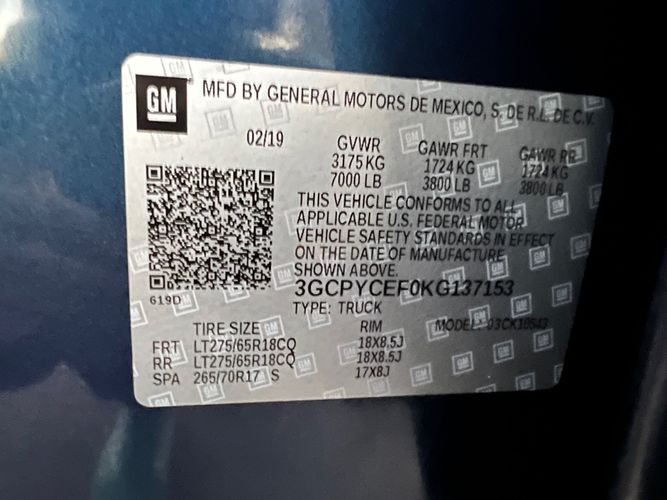 GM MFD BY GENERAL MOTORS DE MEXICO, S. DE R.L. DE C.V.
02/19 GVWR GAWR FRT GAWR RR
3175 KG 1724 KG 1724 KG
7000 LB 3800 LB 3800 LB
THIS VEHICLE CONFORMS TO ALL
APPLICABLE U.S. FEDERAL MOTOR
VEHICLE SAFETY STANDARDS IN EFFECT
ON THE DATE OF MANUFACTURE
SHOWN ABOVE.
619D 3GCPYCEF0KG137153
TYPE: TRUCK
TIRE SIZE RIM MODEL: 03CK10543
FRT LT275/65R18CQ 18X8.5J
RR LT275/65R18CQ 18X8.5J
SPA 265/70R17 S 17X8J